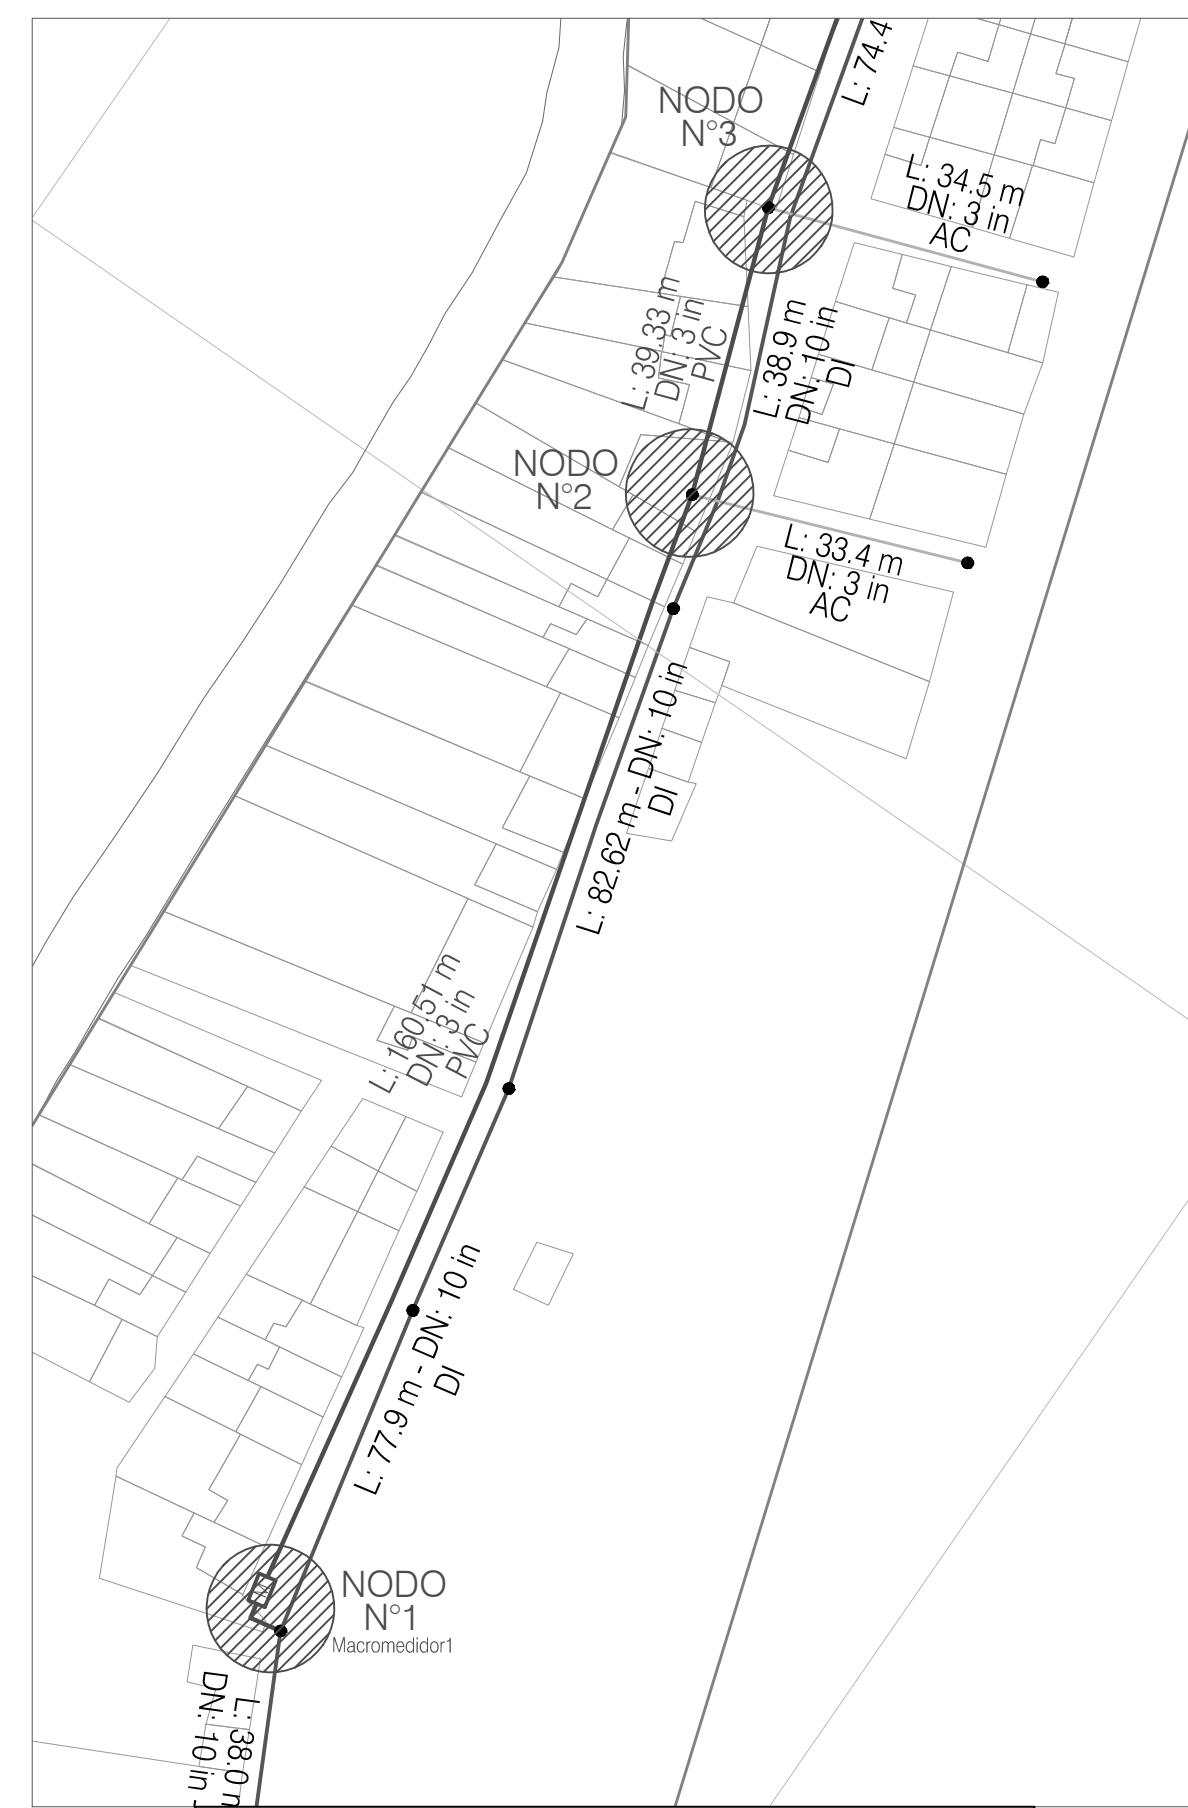 L: 74.4
NODO
N°3
L: 34.5 m
DN: 3 in
AC
L: 39.33 m
DN: 3 in
PVC
L: 38.9 m
DN: 10 in
DI
NODO
N°2
L: 33.4 m
DN: 3 in
AC
L: 82.62 m - DN: 10 in
DI
L: 160.51 m
DN: 3 in
PVC
L: 77.9 m - DN: 10 in
DI
NODO
N°1
Macromedidor1
L: 38.0
DN: 10 in